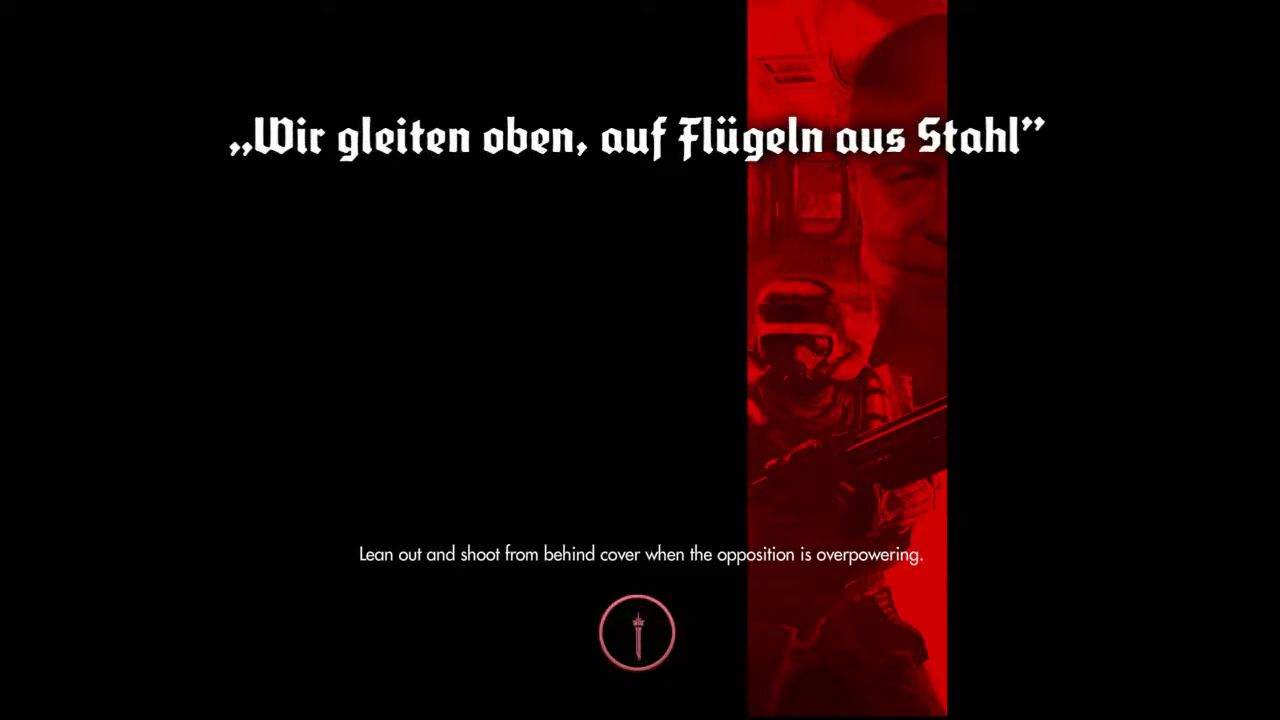 „Wir gleiten oben, auf Flügeln aus Stahl”
Lean out and shoot from behind cover when the opposition is overpowering.